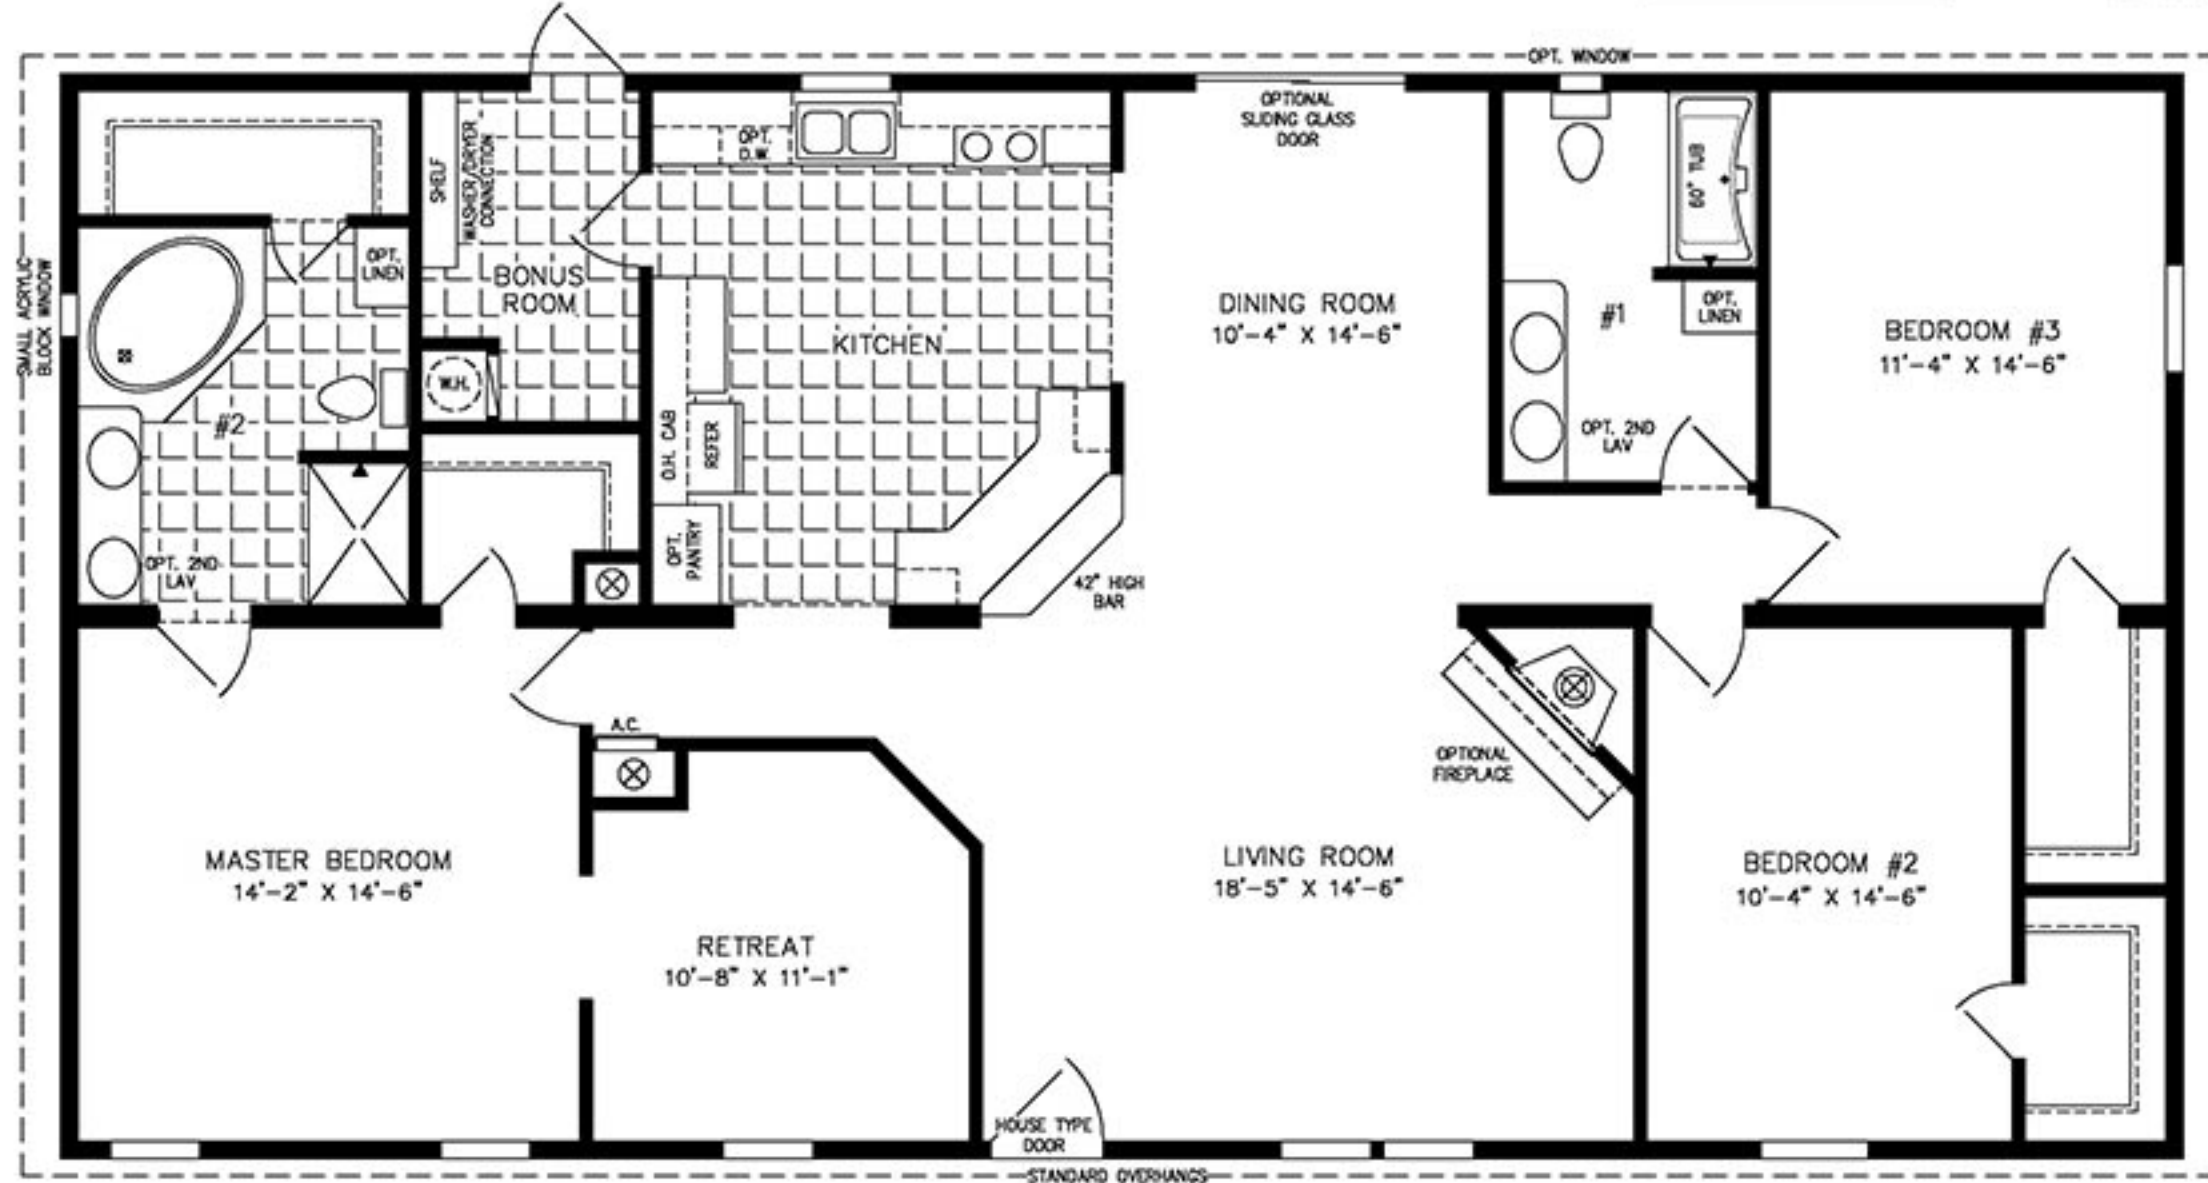 OPT. WINDOW
OPTIONAL
SLIDING GLASS
DOOR
SHELF
WASHER/DRYER
CONNECTION
OPT.
D.W.
60" TUB
OPT.
LINEN
BONUS
ROOM
SMALL ACRYLIC
BLOCK WINDOW
KITCHEN
DINING ROOM
10'-4" X 14'-6"
#1
OPT.
LINEN
BEDROOM #3
11'-4" X 14'-6"
W.H.
#2
O.H. CAB
REFER
OPT. 2ND
LAV
OPT. 2ND
LAV
OPT.
PANTRY
42" HIGH
BAR
A.C.
OPTIONAL
FIREPLACE
MASTER BEDROOM
14'-2" X 14'-6"
LIVING ROOM
18'-5" X 14'-6"
BEDROOM #2
10'-4" X 14'-6"
RETREAT
10'-8" X 11'-1"
HOUSE TYPE
DOOR
STANDARD OVERHANGS